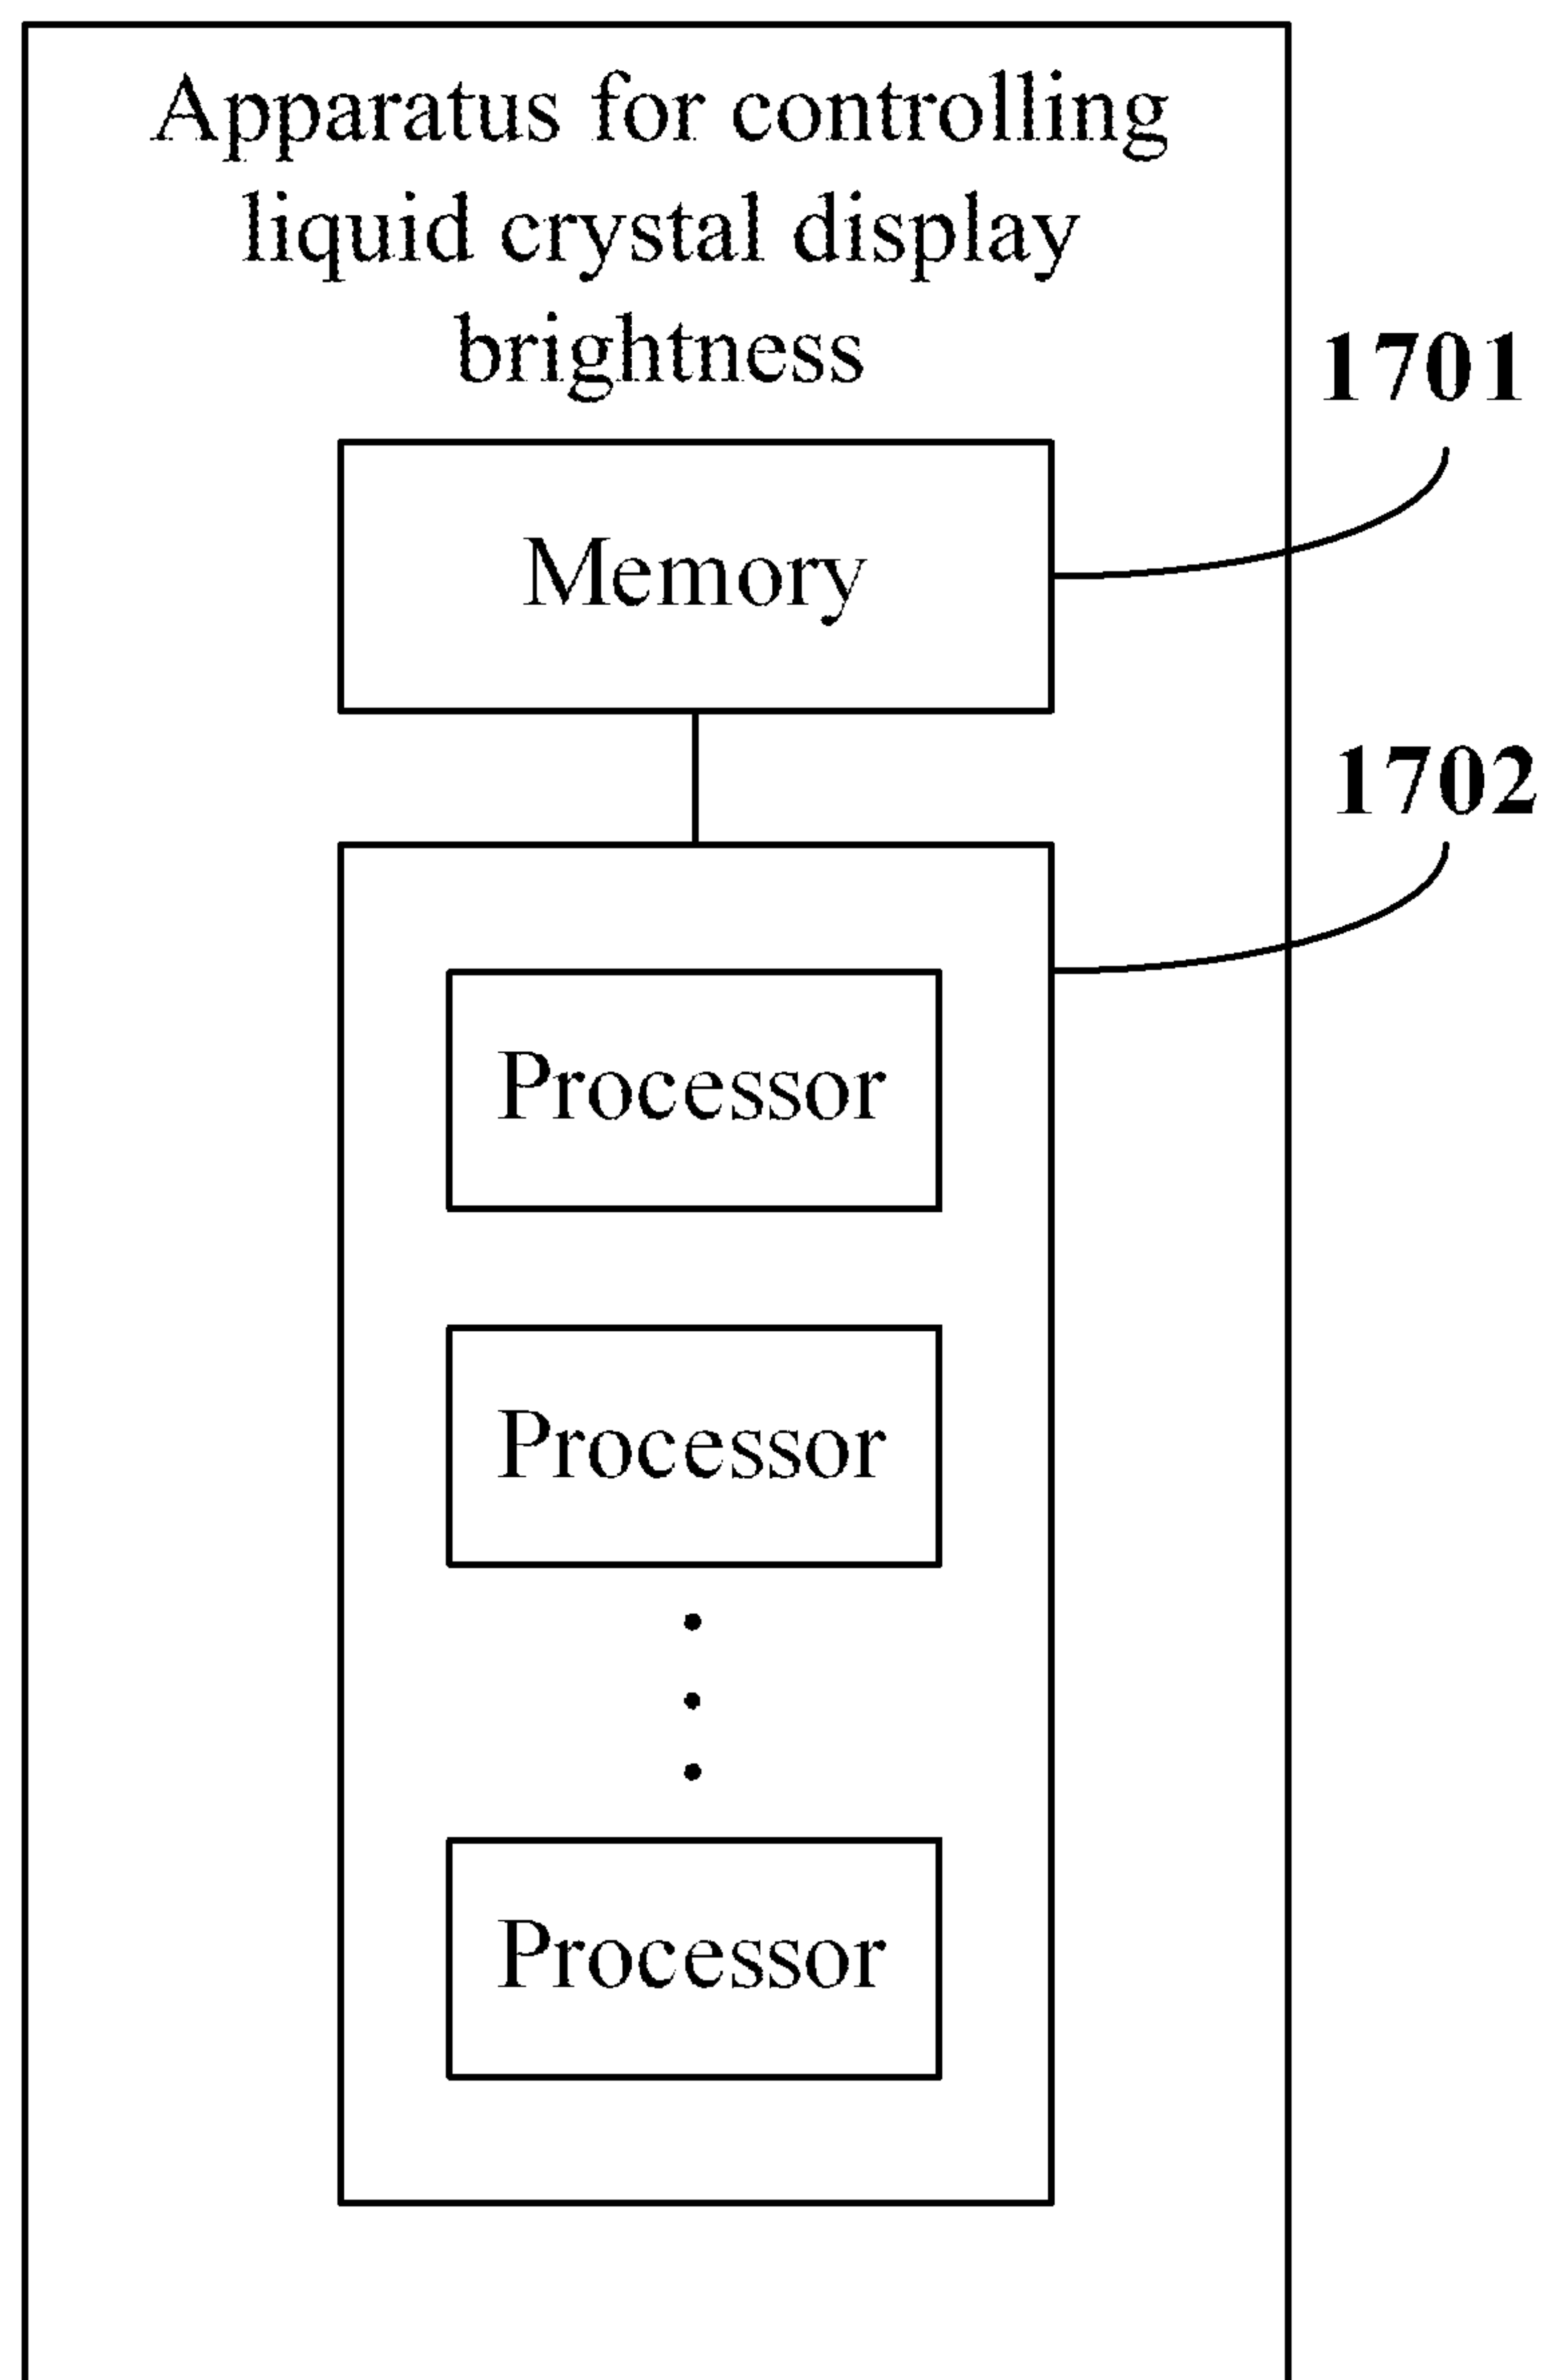 Apparatus for controlling
liquid crystal display
brightness
1701
Memory
1702
Processor
Processor
Processor